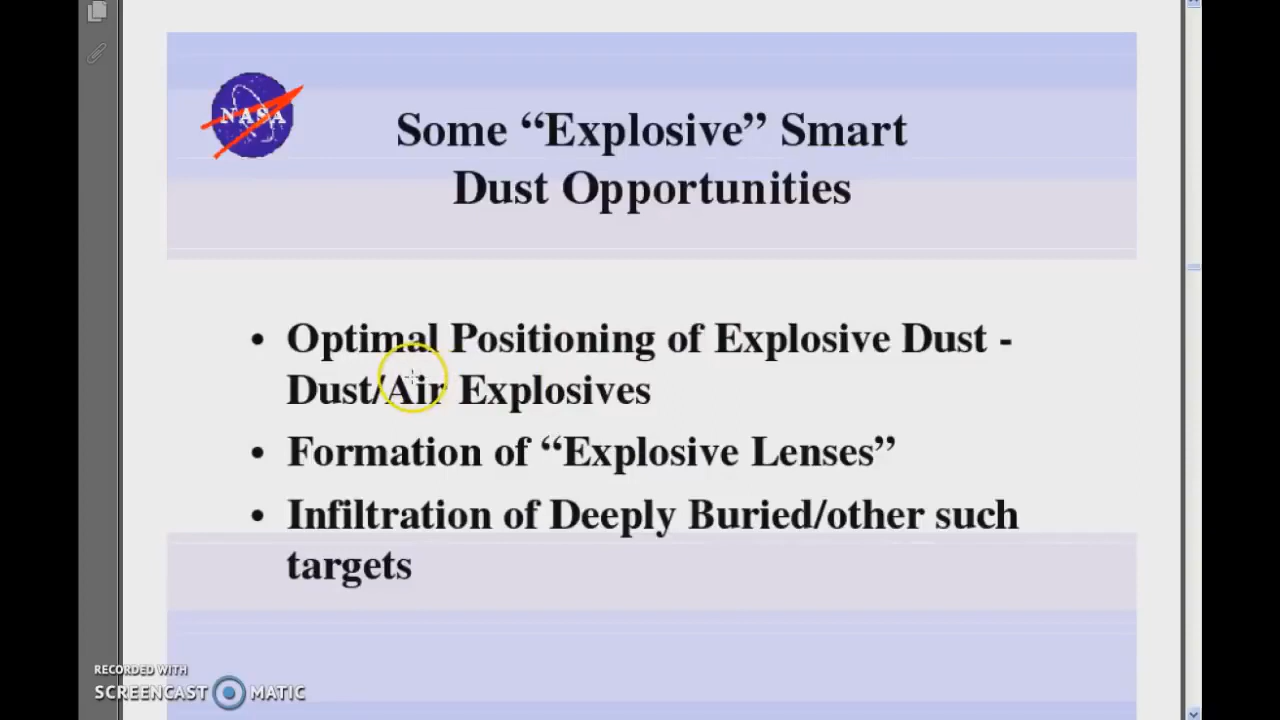 NASA
Some “Explosive” Smart
Dust Opportunities
• Optimal Positioning of Explosive Dust -
Dust/Air Explosives
• Formation of “Explosive Lenses”
• Infiltration of Deeply Buried/other such
targets
RECORDED WITH
SCREENCAST MATIC